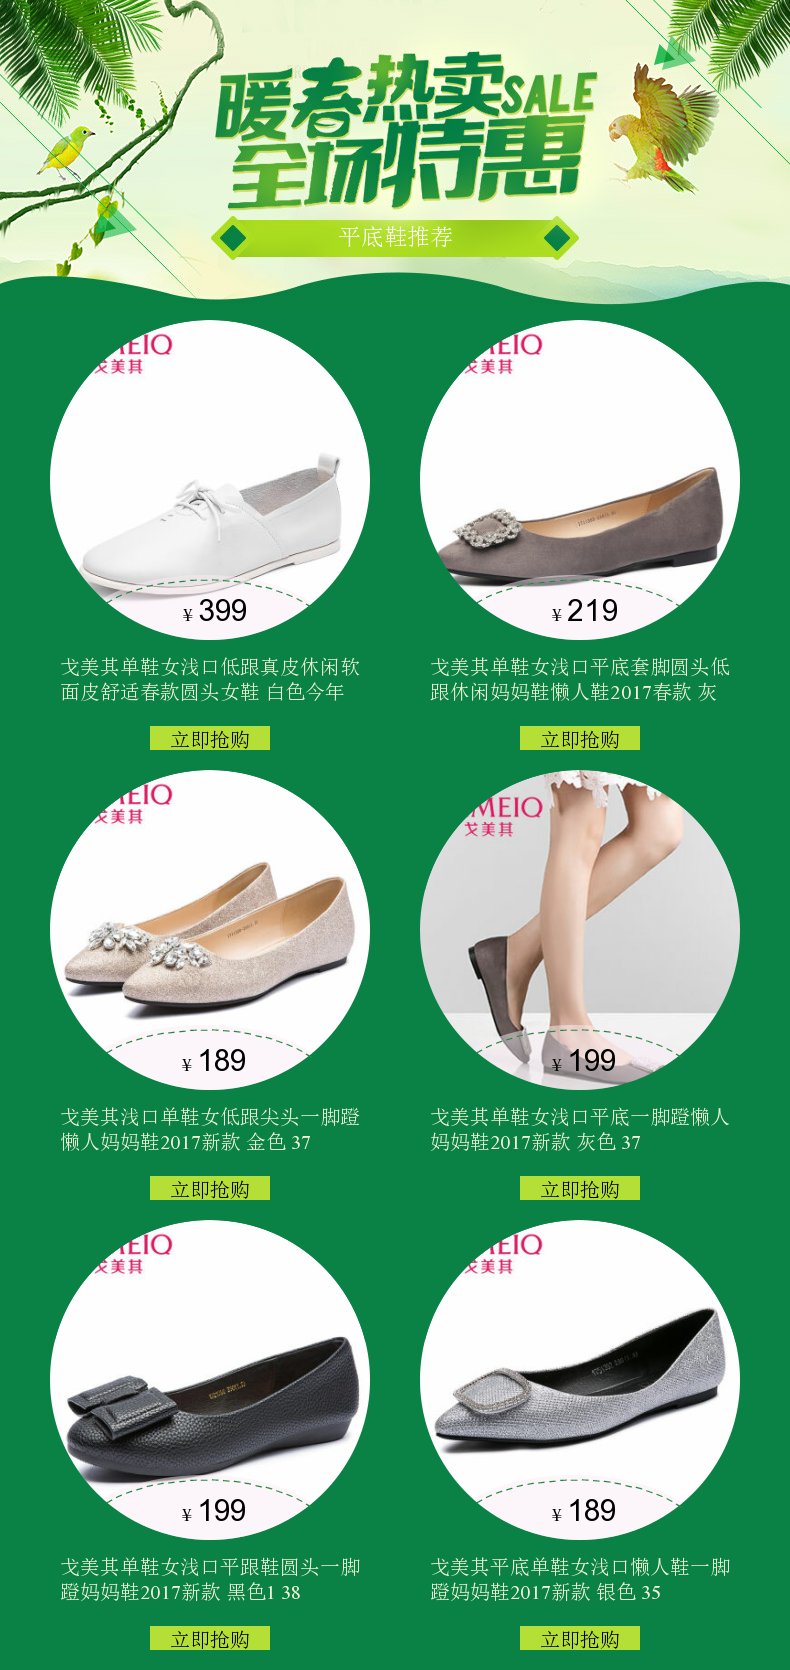 暖春热卖SALE
全场特惠
平底鞋推荐
MEIQ
戈美其
MEIQ
戈美其
¥ 399
¥ 219
戈美其单鞋女浅口低跟真皮休闲软
面皮舒适春款圆头女鞋 白色今年
戈美其单鞋女浅口平底套脚圆头低
跟休闲妈妈鞋懒人鞋2017春款 灰
立即抢购
立即抢购
MEIQ
戈美其
MEIQ
戈美其
¥ 189
¥ 199
戈美其浅口单鞋女低跟尖头一脚蹬
懒人妈妈鞋2017新款 金色 37
戈美其单鞋女浅口平底一脚蹬懒人
妈妈鞋2017新款 灰色 37
立即抢购
立即抢购
MEIQ
戈美其
MEIQ
戈美其
¥ 199
¥ 189
戈美其单鞋女浅口平跟鞋圆头一脚
蹬妈妈鞋2017新款 黑色1 38
戈美其平底单鞋女浅口懒人鞋一脚
蹬妈妈鞋2017新款 银色 35
立即抢购
立即抢购